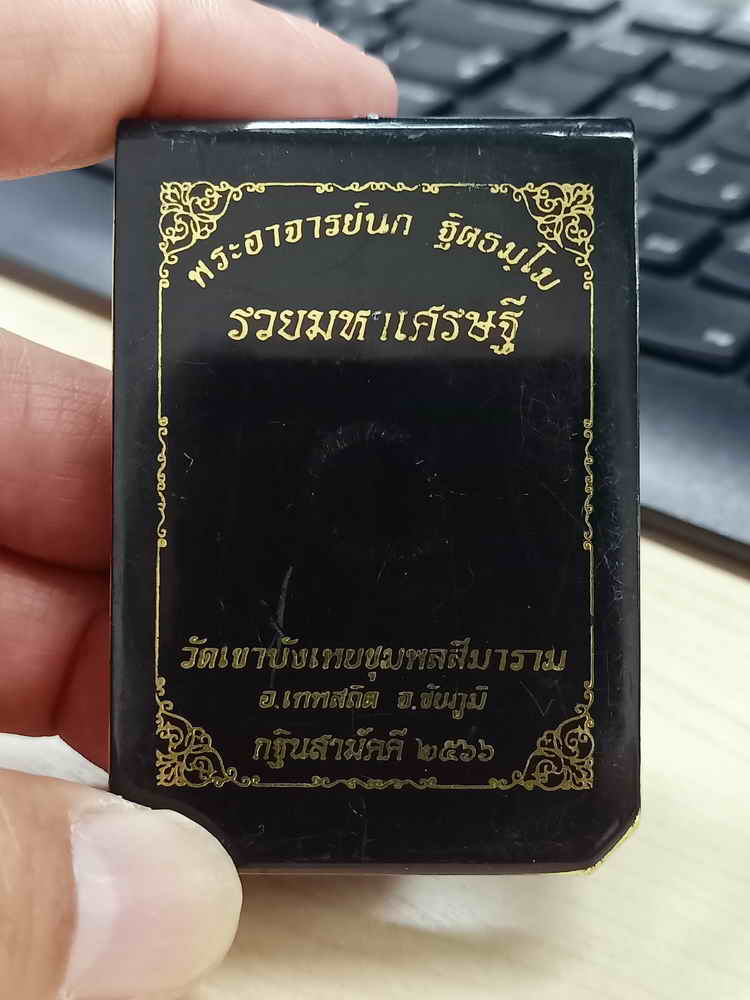 พระอาจารย์นก ฐิตธมฺโม
รวยมหาเศรษฐี
วัดเขาบังเหยชุมพลสีมาราม
อ.เทพสถิต จ.ชัยภูมิ
กฐินสามัคคี ๒๕๖๖